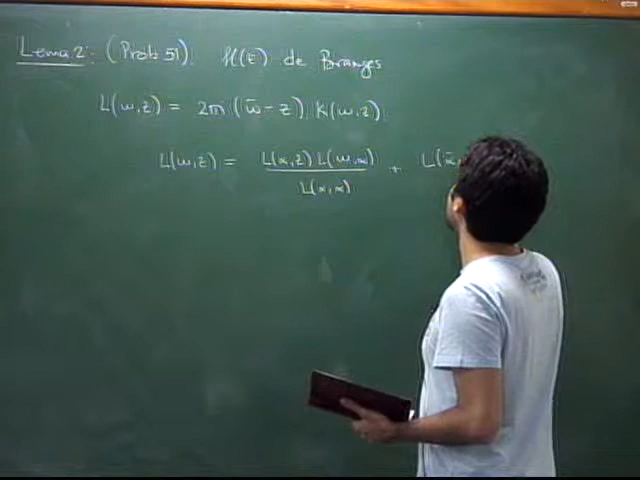 Lema 2: (Prob 51) H(E) de Branges
L(w,z) = 2πi (w̄-z) K(w,z)
L(w,z) = L(α,z) L(w,α) / L(α,α) + L(ᾱ,